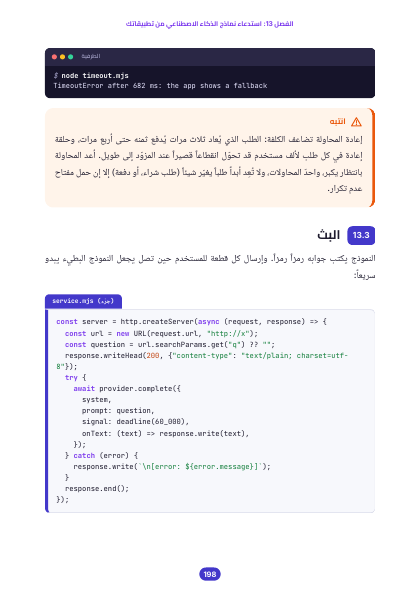 الفصل 13: استدعاء نماذج الذكاء الاصطناعي من تطبيقاتك
الطرفية
$ node timeout.mjs
TimeoutError after 682 ms: the app shows a fallback
انتبه
إعادة المحاولة تضاعف الكلفة: الطلب الذي يُعاد ثلاث مرات يُدفع ثمنه حتى أربع مرات، وحلقة
إعادة في كل طلب لألف مستخدم قد تحوّل انقطاعاً قصيراً عند المزوّد إلى طويل. أعد المحاولة
بانتظار يكبر، واحدّ المحاولات، ولا تُعِد أبداً طلباً يغيّر شيئاً (طلب شراء، أو دفعة) إلا إن حمل مفتاح
عدم تكرار.
13.3 البث
النموذج يكتب جوابه رمزاً رمزاً. وإرسال كل قطعة للمستخدم حين تصل يجعل النموذج البطيء يبدو
سريعاً:
service.mjs (جزء)
const server = http.createServer(async (request, response) => {
  const url = new URL(request.url, "http://x");
  const question = url.searchParams.get("q") ?? "";
  response.writeHead(200, {"content-type": "text/plain; charset=utf-
8"});
  try {
    await provider.complete({
      system,
      prompt: question,
      signal: deadline(60_000),
      onText: (text) => response.write(text),
    });
  } catch (error) {
    response.write(`\n[error: ${error.message}]`);
  }
  response.end();
});
198